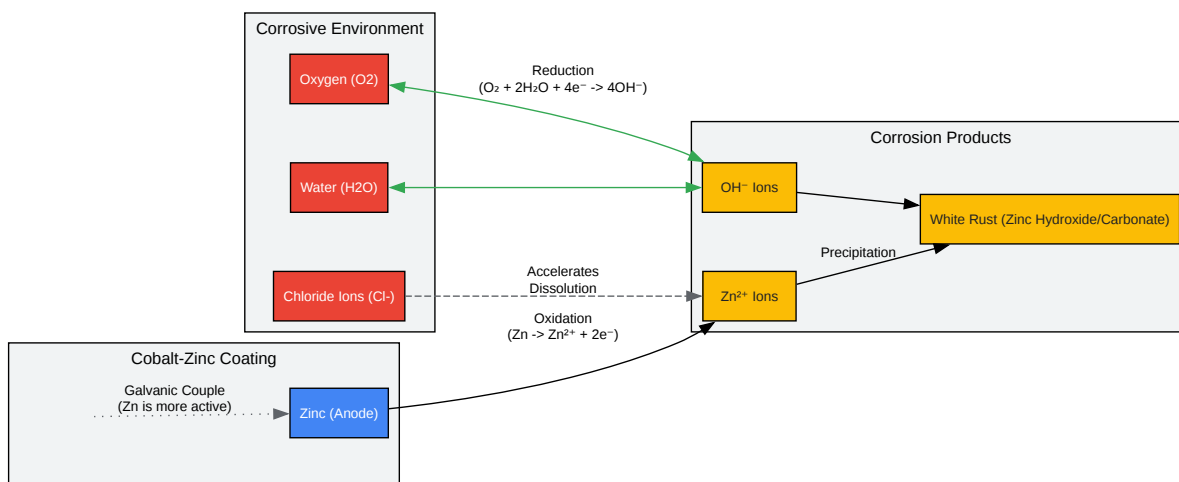 Corrosive Environment
Oxygen (O2)
Reduction
(O₂ + 2H₂O + 4e⁻ -> 4OH⁻)
Corrosion Products
Water (H2O)
OH⁻ Ions
White Rust (Zinc Hydroxide/Carbonate)
Precipitation
Chloride Ions (Cl-)
Accelerates
Dissolution
Zn²⁺ Ions
Oxidation
(Zn -> Zn²⁺ + 2e⁻)
Cobalt-Zinc Coating
Galvanic Couple
(Zn is more active)
Zinc (Anode)